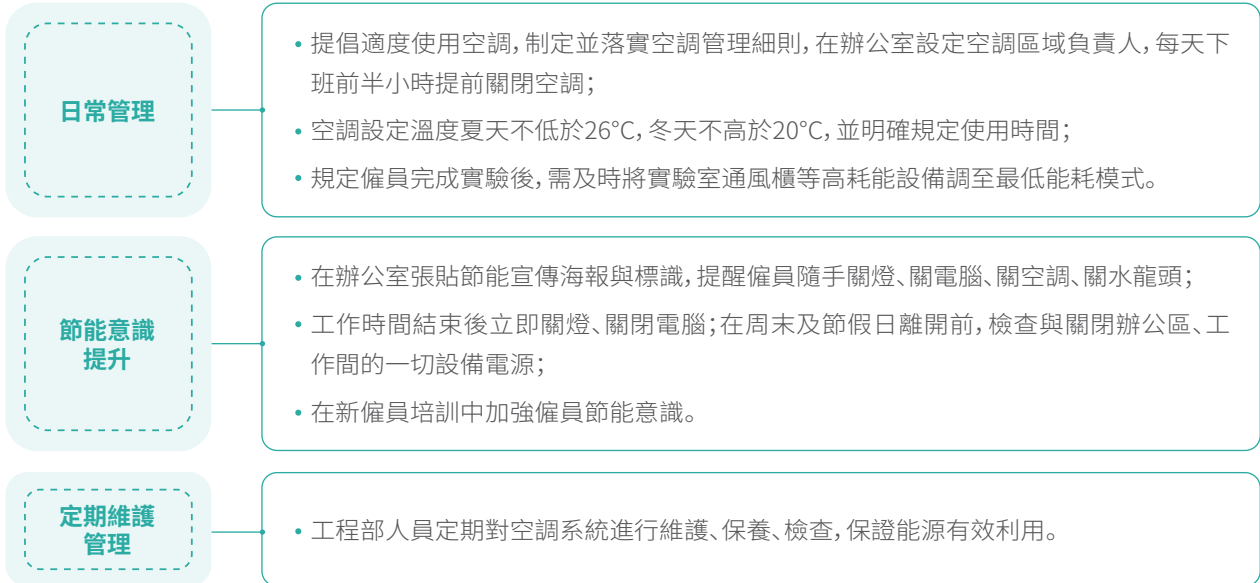 日常管理
• 提倡適度使用空調，制定並落實空調管理細則，在辦公室設定空調區域負責人，每天下
班前半小時提前關閉空調；
• 空調設定溫度夏天不低於26°C，冬天不高於20°C，並明確規定使用時間；
• 規定僱員完成實驗後，需及時將實驗室通風櫃等高耗能設備調至最低能耗模式。
節能意識
提升
• 在辦公室張貼節能宣傳海報與標識，提醒僱員隨手關燈、關電腦、關空調、關水龍頭；
• 工作時間結束後立即關燈、關閉電腦；在周末及節假日離開前，檢查與關閉辦公區、工
作間的一切設備電源；
• 在新僱員培訓中加強僱員節能意識。
定期維護
管理
• 工程部人員定期對空調系統進行維護、保養、檢查，保證能源有效利用。